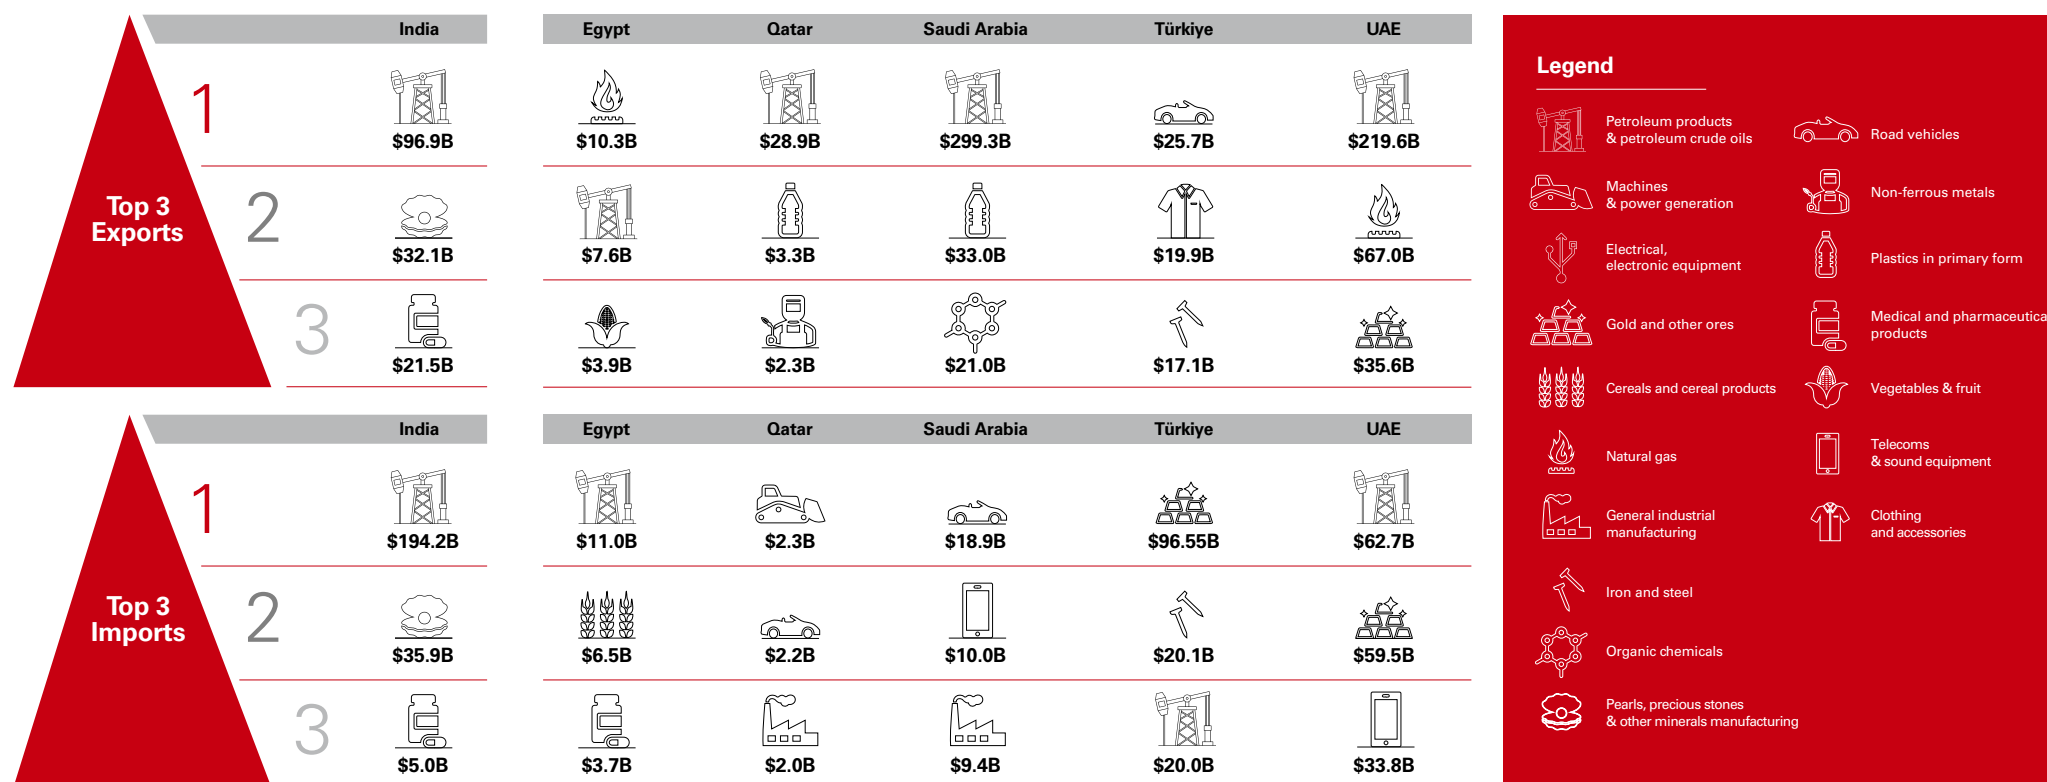 India Egypt Qatar Saudi Arabia Türkiye UAE
Top 3
Exports
1
$96.9B $10.3B $28.9B $299.3B $25.7B $219.6B
2
$32.1B $7.6B $3.3B $33.0B $19.9B $67.0B
3
$21.5B $3.9B $2.3B $21.0B $17.1B $35.6B
India Egypt Qatar Saudi Arabia Türkiye UAE
Top 3
Imports
1
$194.2B $11.0B $2.3B $18.9B $96.55B $62.7B
2
$35.9B $6.5B $2.2B $10.0B $20.1B $59.5B
3
$5.0B $3.7B $2.0B $9.4B $20.0B $33.8B
Legend
Petroleum products
& petroleum crude oils
Machines
& power generation
Electrical,
electronic equipment
Gold and other ores
Cereals and cereal products
Natural gas
General industrial
manufacturing
Iron and steel
Organic chemicals
Pearls, precious stones
& other minerals manufacturing
Road vehicles
Non-ferrous metals
Plastics in primary form
Medical and pharmaceutica
products
Vegetables & fruit
Telecoms
& sound equipment
Clothing
and accessories